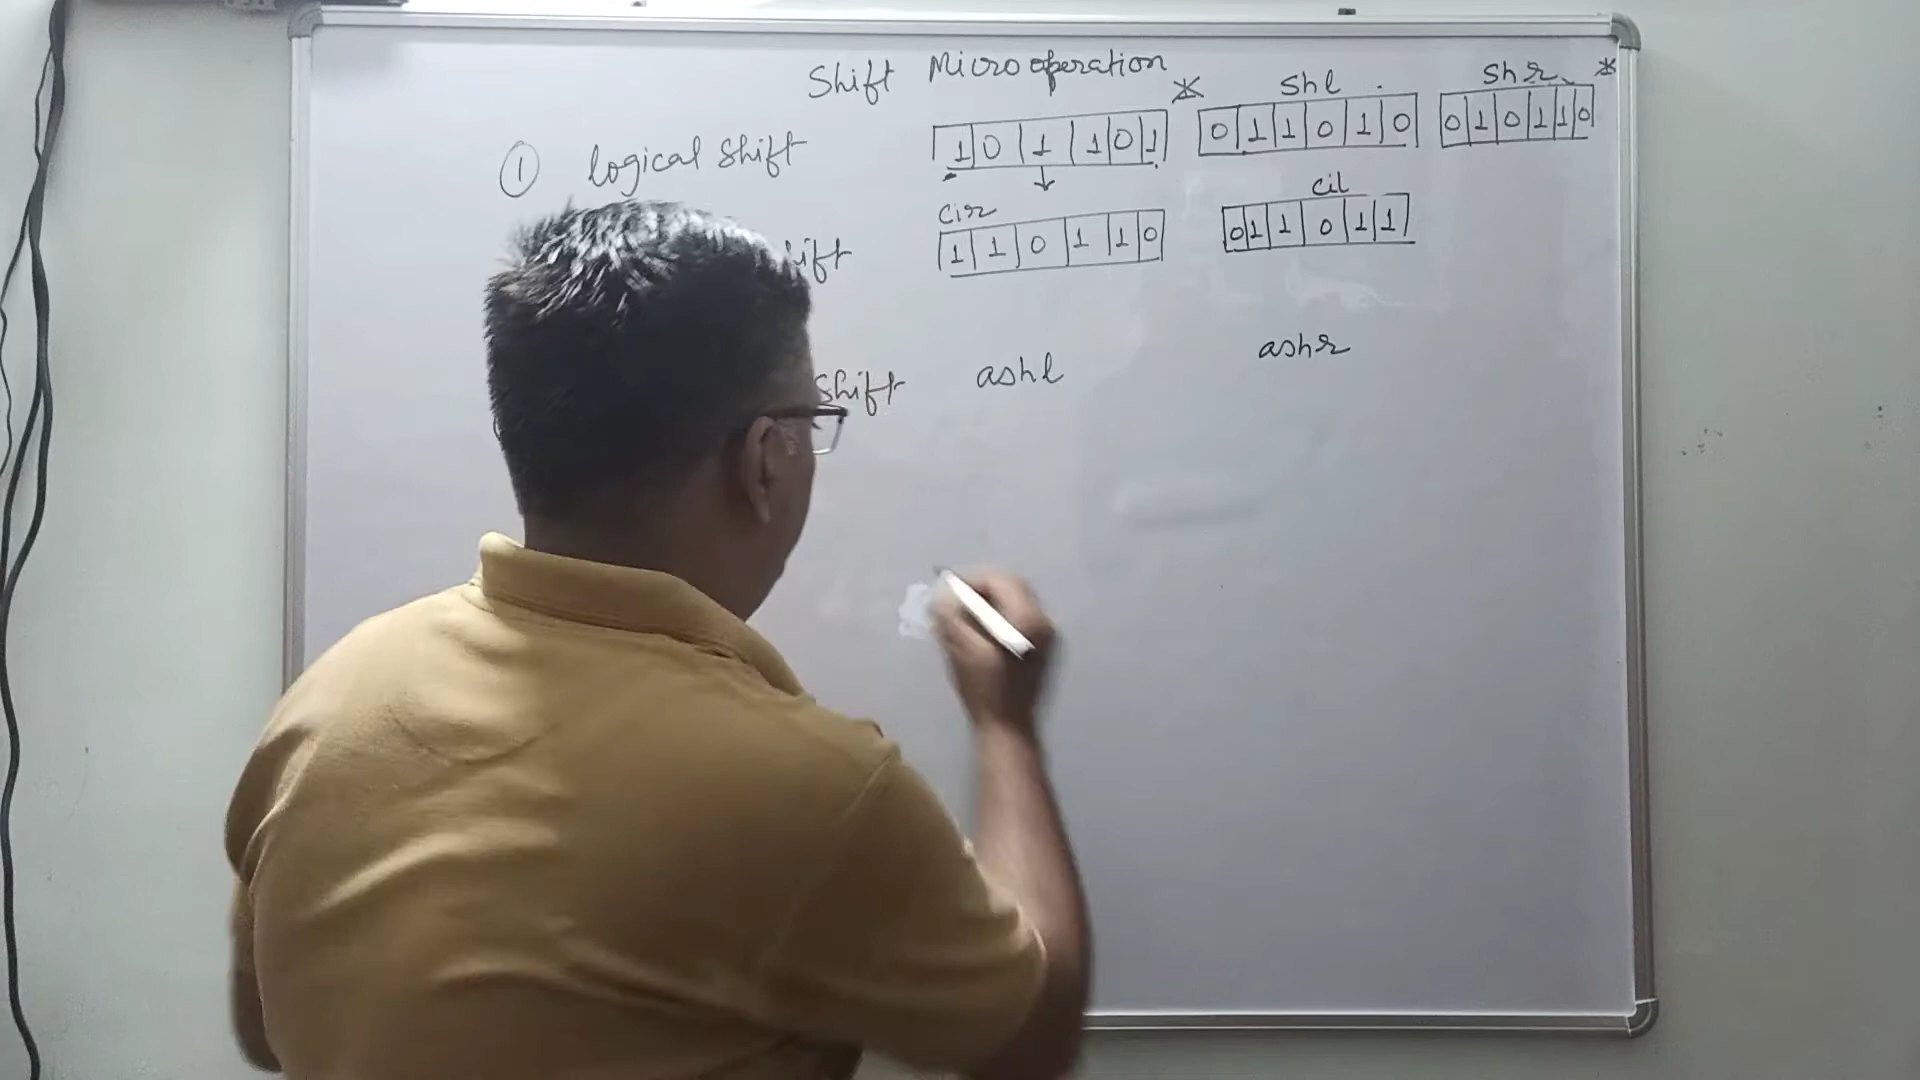 Shift Microoperation
* shl shr *
① logical shift 1 0 1 1 0 1 0 1 1 0 1 0 0 1 0 1 1 0
cir cil
1 1 0 1 1 0 0 1 1 0 1 1
shift ashl ashr